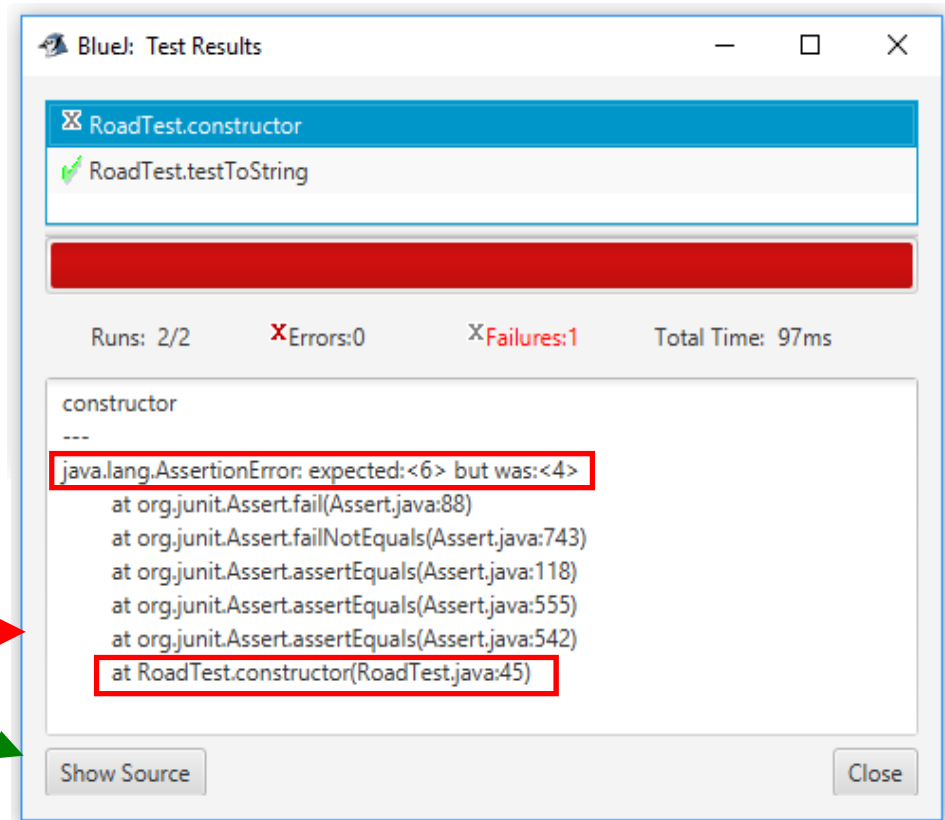 BlueJ: Test Results
RoadTest.constructor
RoadTest.testToString
Runs: 2/2 XErrors:0 XFailures:1 Total Time: 97ms
constructor
---
java.lang.AssertionError: expected:<6> but was:<4>
at org.junit.Assert.fail(Assert.java:88)
at org.junit.Assert.failNotEquals(Assert.java:743)
at org.junit.Assert.assertEquals(Assert.java:118)
at org.junit.Assert.assertEquals(Assert.java:555)
at org.junit.Assert.assertEquals(Assert.java:542)
at RoadTest.constructor(RoadTest.java:45)
Show Source Close